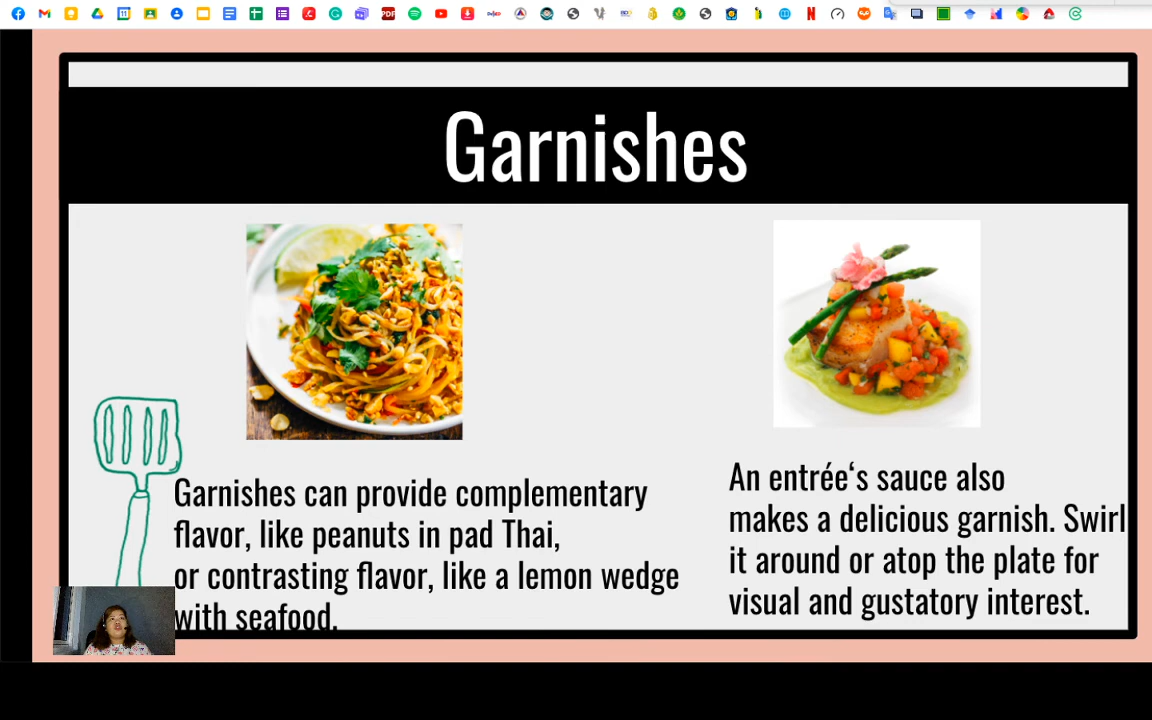 Garnishes
Garnishes can provide complementary
flavor, like peanuts in pad Thai,
or contrasting flavor, like a lemon wedge
with seafood.
An entrée‘s sauce also
makes a delicious garnish. Swirl
it around or atop the plate for
visual and gustatory interest.